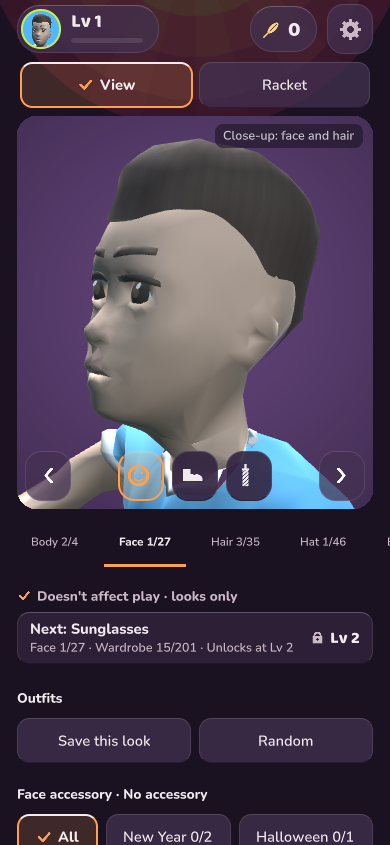 Lv 1
0
View
Racket
Close-up: face and hair
Body 2/4
Face 1/27
Hair 3/35
Hat 1/46
Doesn't affect play · looks only
Next: Sunglasses
Face 1/27 · Wardrobe 15/201 · Unlocks at Lv 2
Lv 2
Outfits
Save this look
Random
Face accessory · No accessory
All
New Year 0/2
Halloween 0/1